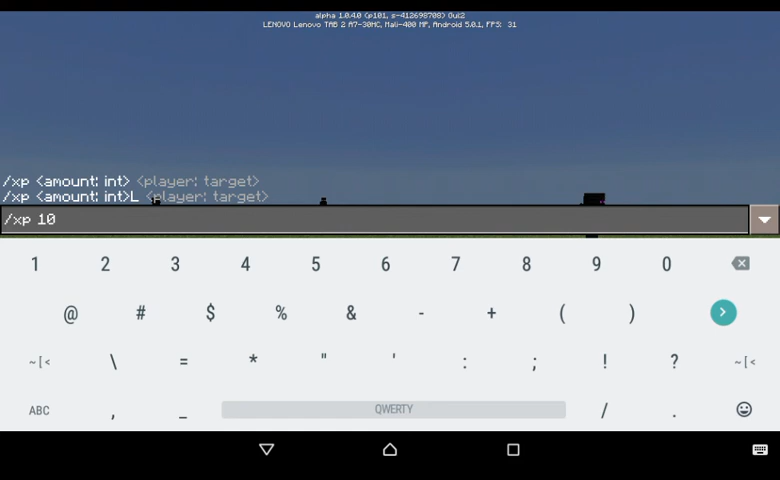 alpha 1.0.4.0 (p101, s-412698708) Out2
LENOVO Lenovo TAB 2 A7-30HC, Mali-400 MP, Android 5.0.1, FPS: 31
/xp <amount: int> <player: target>
/xp <amount: int>L <player: target>
/xp 10
1 2 3 4 5 6 7 8 9 0
@ # $ % & - + ( )
~[< \ = * " ' : ; ! ? ~[<
ABC , _ QWERTY / .